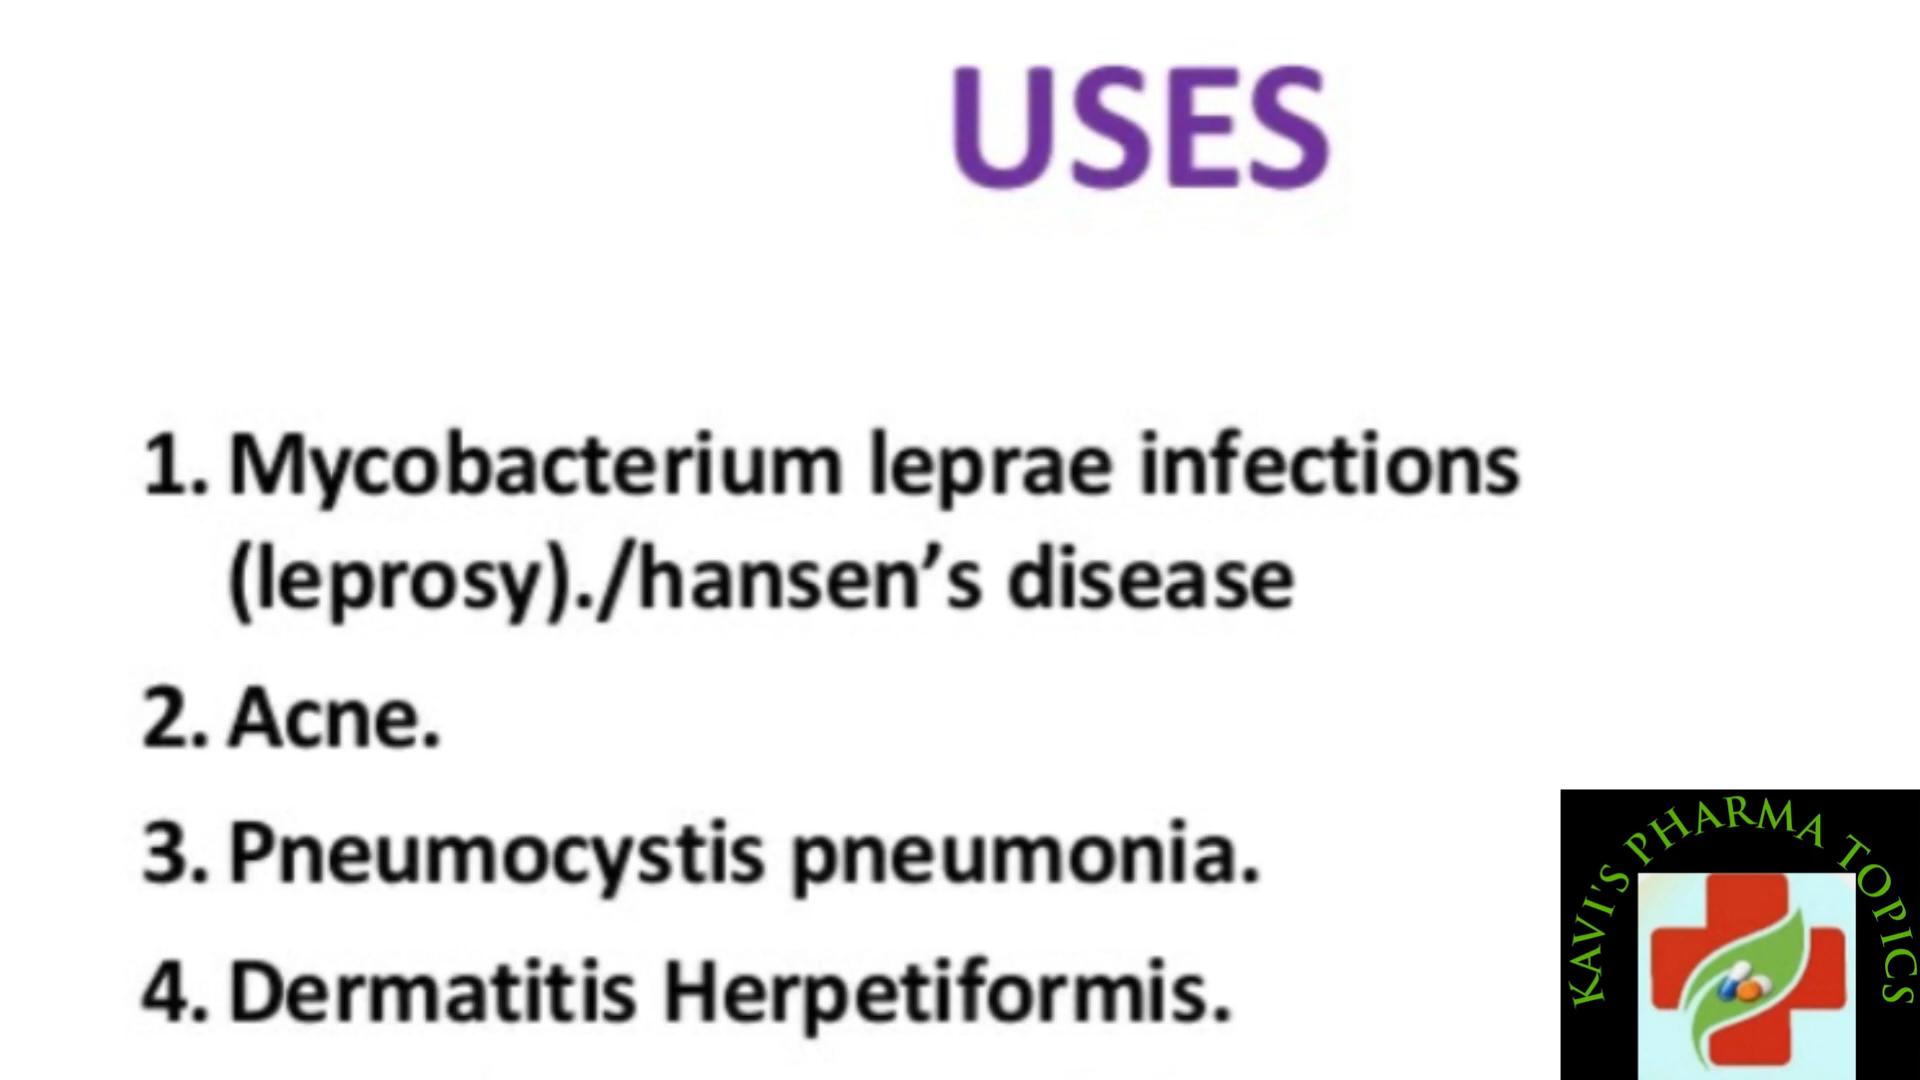 USES
1. Mycobacterium leprae infections
(leprosy)./hansen’s disease
2. Acne.
3. Pneumocystis pneumonia.
4. Dermatitis Herpetiformis.
KAVI'S PHARMA TOPICS